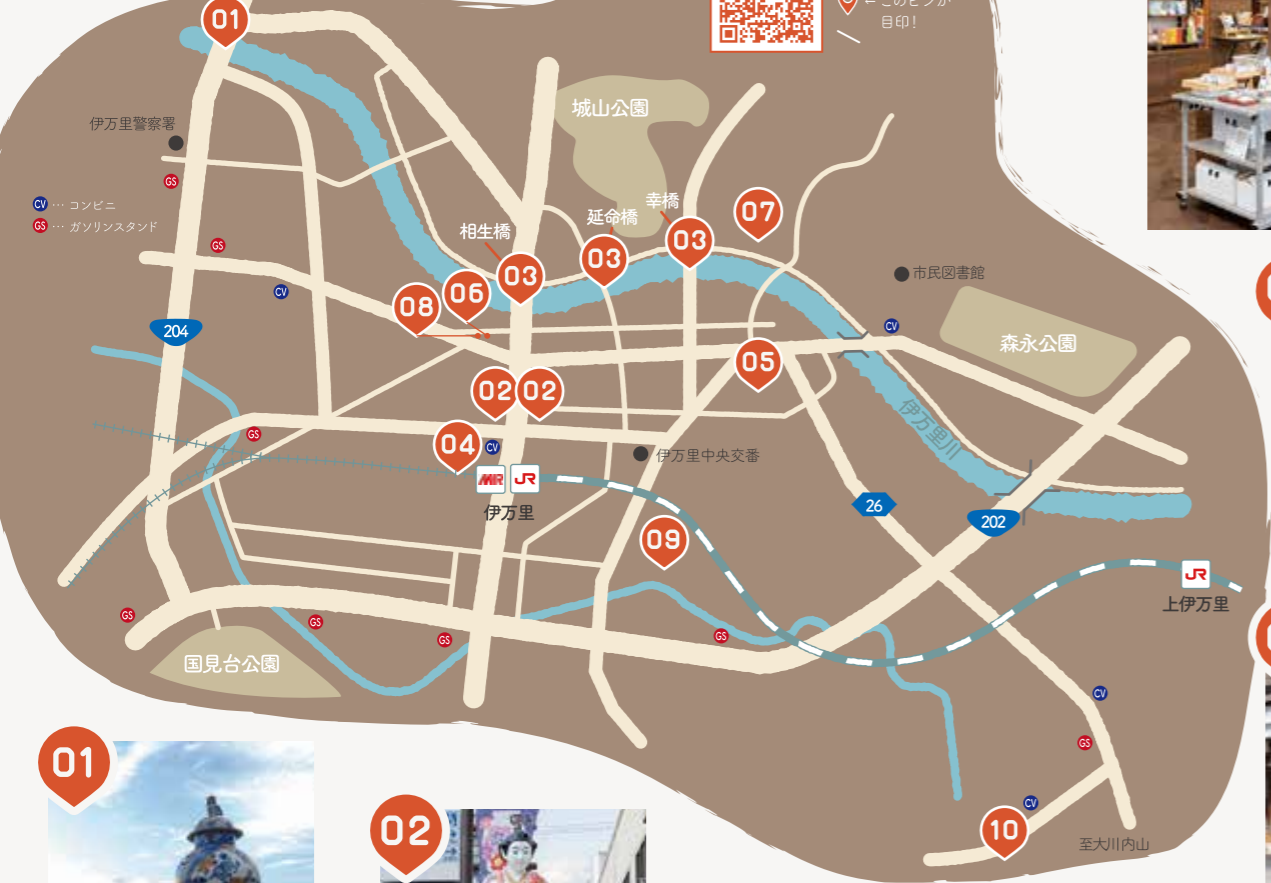 01
← このピンが
目印！
城山公園
伊万里警察署
GS
CV … コンビニ
GS … ガソリンスタンド
幸橋
延命橋
相生橋
07
03
03
03
GS
市民図書館
06
08
CV
CV
204
森永公園
05
02
02
伊万里川
GS
04
CV
伊万里中央交番
MR
JR
伊万里
26
202
09
JR
上伊万里
GS
GS
GS
GS
国見台公園
CV
GS
01
CV
10
02
至大川内山